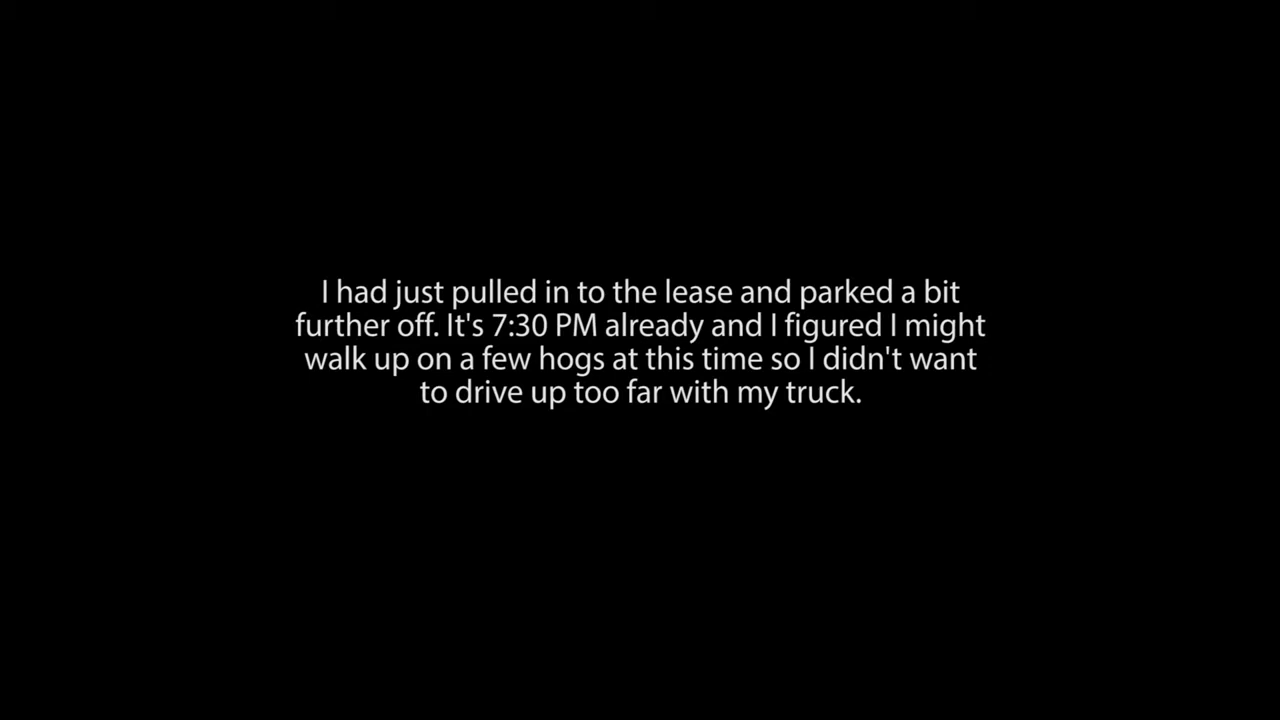 I had just pulled in to the lease and parked a bit
further off. It's 7:30 PM already and I figured I might
walk up on a few hogs at this time so I didn't want
to drive up too far with my truck.